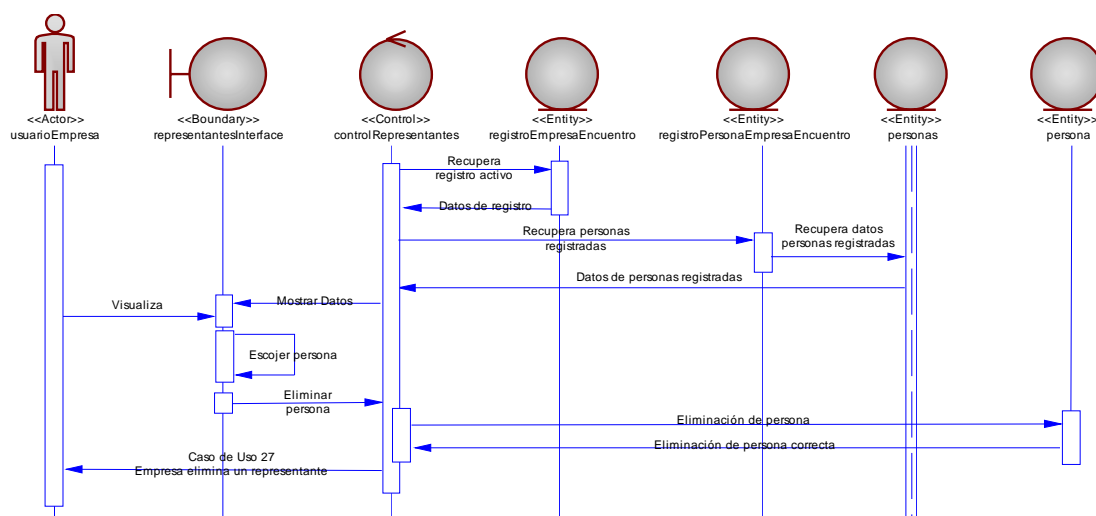 <<Actor>>
usuarioEmpresa
<<Boundary>>
representantesInterface
<<Control>>
controlRepresentantes
<<Entity>>
registroEmpresaEncuentro
<<Entity>>
registroPersonaEmpresaEncuentro
<<Entity>>
personas
<<Entity>>
persona
Recupera
registro activo
Datos de registro
Recupera personas
registradas
Recupera datos
personas registradas
Datos de personas registradas
Mostrar Datos
Visualiza
Escojer persona
Eliminar
persona
Eliminación de persona
Eliminación de persona correcta
Caso de Uso 27
Empresa elimina un representante